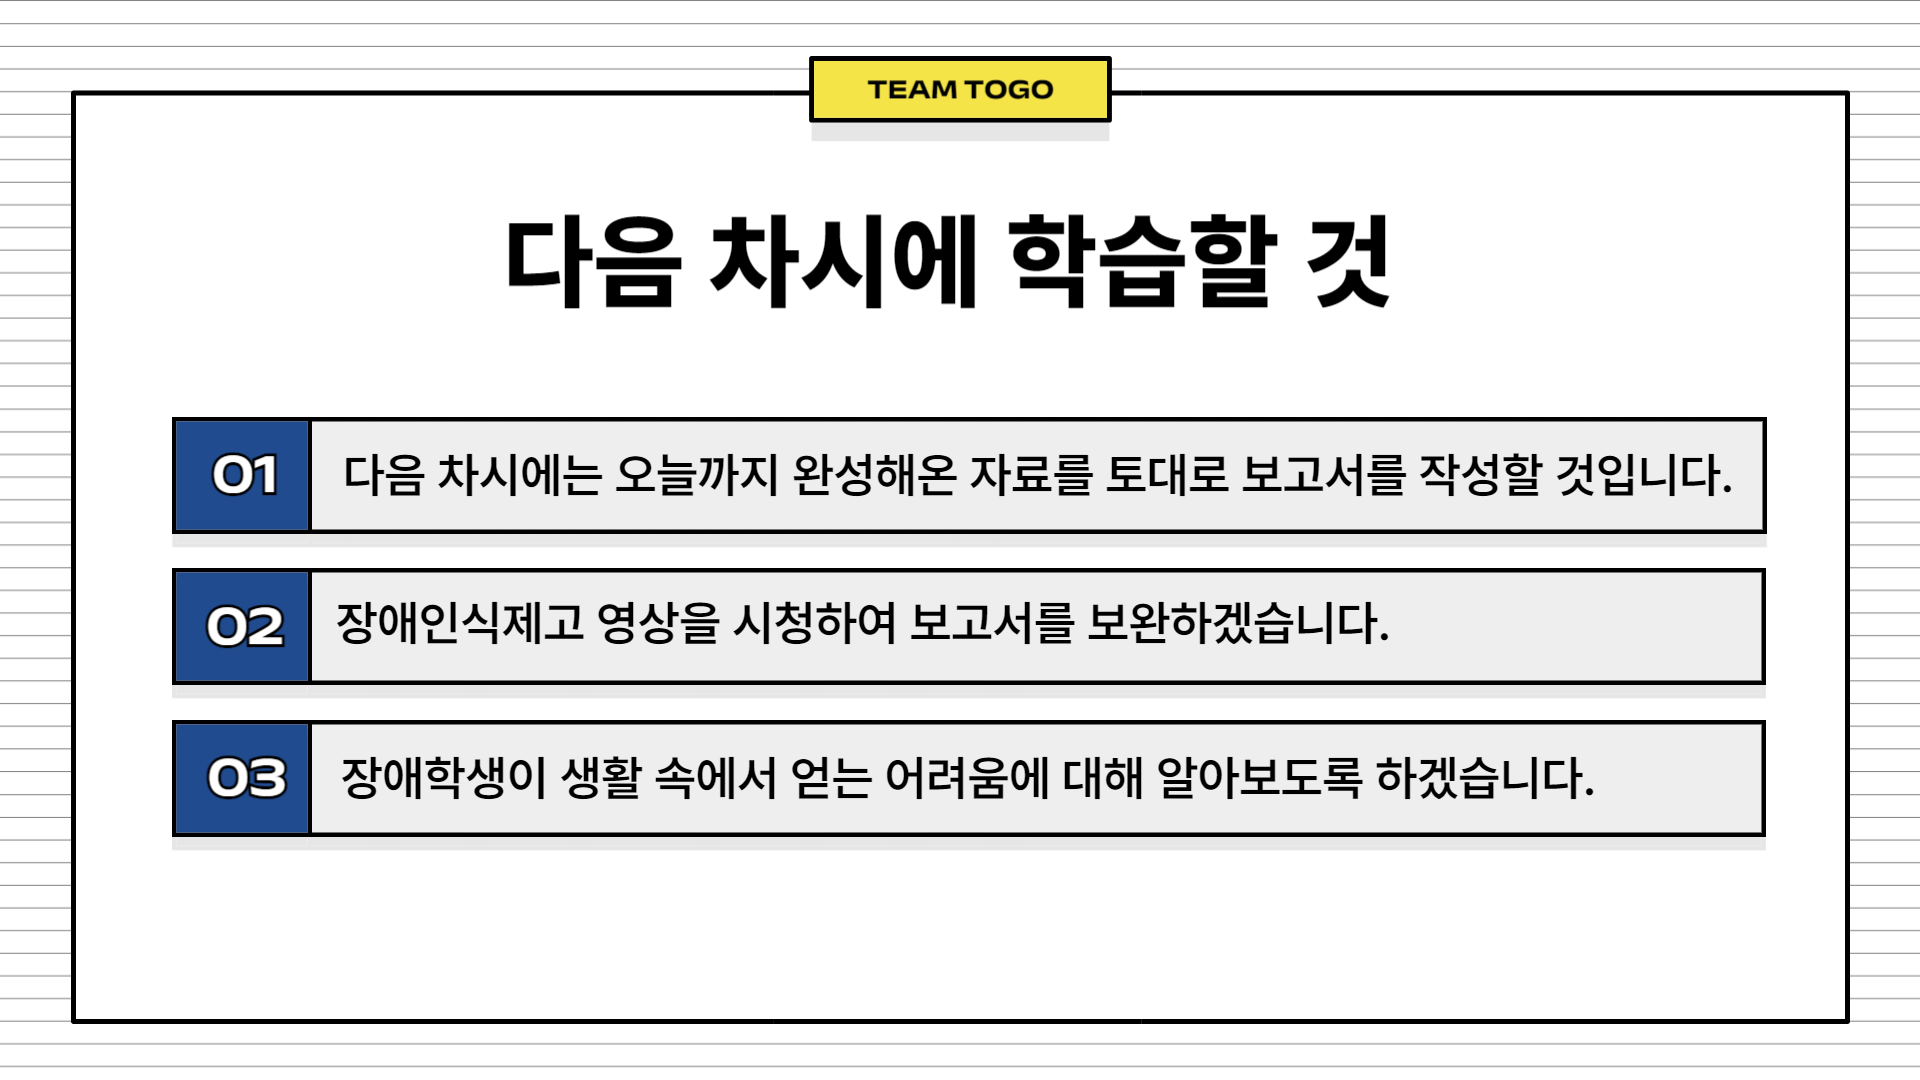 TEAM TOGO
다음 차시에 학습할 것
01
다음 차시에는 오늘까지 완성해온 자료를 토대로 보고서를 작성할 것입니다.
02
장애인식제고 영상을 시청하여 보고서를 보완하겠습니다.
03
장애학생이 생활 속에서 얻는 어려움에 대해 알아보도록 하겠습니다.